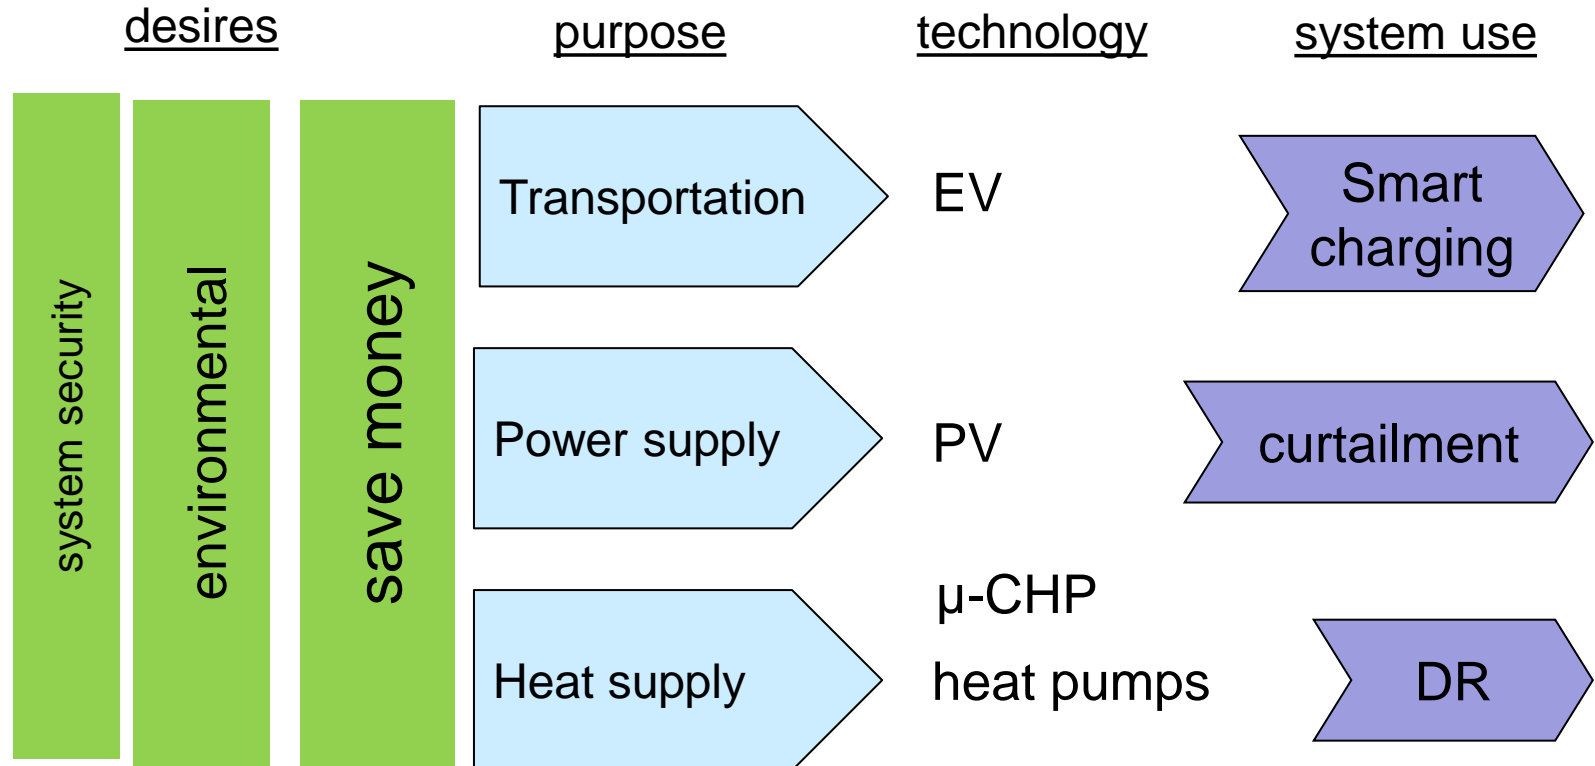 desires
purpose
technology
system use
system security
environmental
save money
Transportation
EV
Smart
charging
Power supply
PV
curtailment
Heat supply
µ-CHP
heat pumps
DR